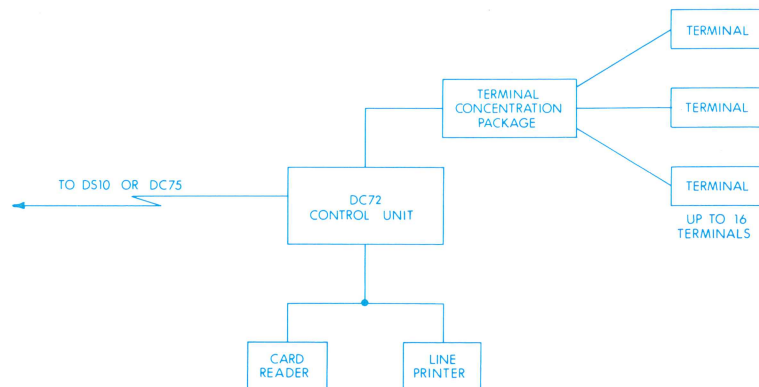 TERMINAL
TERMINAL
CONCENTRATION
PACKAGE
TERMINAL
TERMINAL
UP TO 16
TERMINALS
TO DS10 OR DC75
DC72
CONTROL UNIT
CARD
READER
LINE
PRINTER